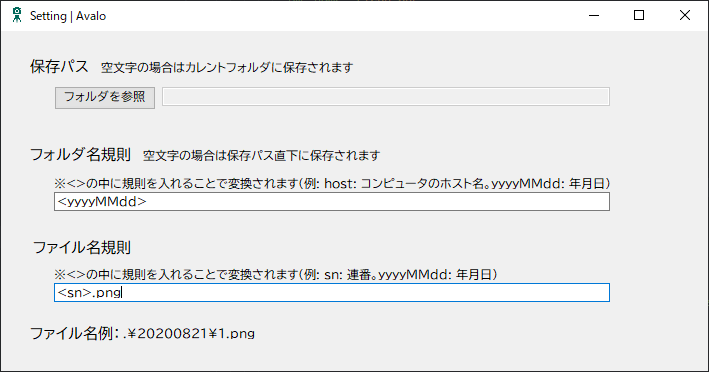 Setting | Avalo
保存パス 空文字の場合はカレントフォルダに保存されます
フォルダを参照
フォルダ名規則 空文字の場合は保存パス直下に保存されます
※<>の中に規則を入れることで変換されます(例: host: コンピュータのホスト名。yyyyMMdd: 年月日)
<yyyyMMdd>
ファイル名規則
※<>の中に規則を入れることで変換されます(例: sn: 連番。yyyyMMdd: 年月日)
<sn>.png
ファイル名例: .¥20200821¥1.png